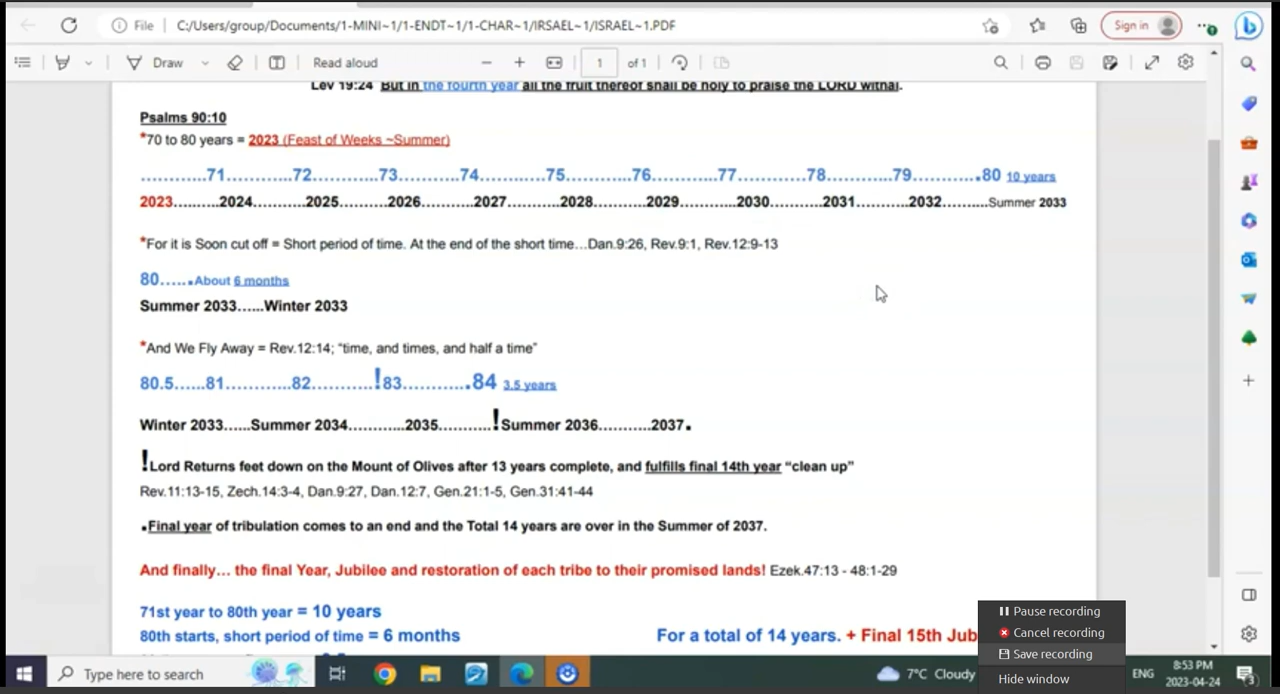 File
C:/Users/group/Documents/1-MINI~1/1-ENDT~1/1-CHAR~1/IRSAEL~1/ISRAEL~1.PDF
Sign in
Draw
Read aloud
1
of 1
Lev 19:24 But in the fourth year all the fruit thereof shall be holy to praise the LORD withal.
Psalms 90:10
*70 to 80 years = 2023 (Feast of Weeks ~Summer)
............71............72............73............74............75............76............77............78............79............80 10 years
2023.........2024...........2025...........2026...........2027...........2028...........2029...........2030...........2031...........2032.........Summer 2033
*For it is Soon cut off = Short period of time. At the end of the short time...Dan.9:26, Rev.9:1, Rev.12:9-13
80......About 6 months
Summer 2033......Winter 2033
*And We Fly Away = Rev.12:14; "time, and times, and half a time"
80.5......81............82...........!83............84 3.5 years
Winter 2033......Summer 2034...........2035..........!Summer 2036...........2037.
!Lord Returns feet down on the Mount of Olives after 13 years complete, and fulfills final 14th year "clean up"
Rev.11:13-15, Zech.14:3-4, Dan.9:27, Dan.12:7, Gen.21:1-5, Gen.31:41-44
.Final year of tribulation comes to an end and the Total 14 years are over in the Summer of 2037.
And finally... the final Year, Jubilee and restoration of each tribe to their promised lands! Ezek.47:13 - 48:1-29
71st year to 80th year = 10 years
80th starts, short period of time = 6 months
For a total of 14 years. + Final 15th Jub
Pause recording
Cancel recording
Save recording
Hide window
Type here to search
7°C Cloudy
ENG
8:53 PM
2023-04-24
3